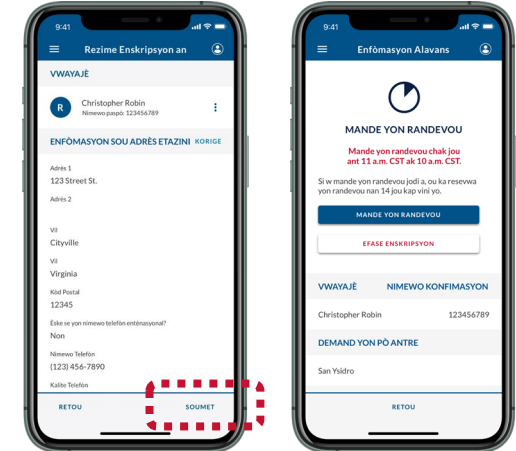 9:41
Rezime Enskripsyon an
VWAYAJÈ
R
Christopher Robin
Nimewo paspò: 123456789
ENFÒMASYON SOU ADRÈS ETAZINI KORIGE
Adrès 1
123 Street St.
Adrès 2
Vil
Cityville
Vil
Virginia
Kòd Postal
12345
Èske se yon nimewo telefòn entènasyonal?
Non
Nimewo Telefòn
(123) 456-7890
Kalite Telefòn
RETOU SOUMET
9:41
Enfòmasyon Alavans
MANDE YON RANDEVOU
Mande yon randevou chak jou
ant 11 a.m. CST ak 10 a.m. CST.
Si w mande yon randevou jodi a, ou ka resevwa
yon randevou nan 14 jou kap vini yo.
MANDE YON RANDEVOU
EFASE ENSKRIPSYON
VWAYAJÈ NIMEWO KONFIMASYON
Christopher Robin 123456789
DEMAND YON PÒ ANTRE
San Ysidro
RETOU